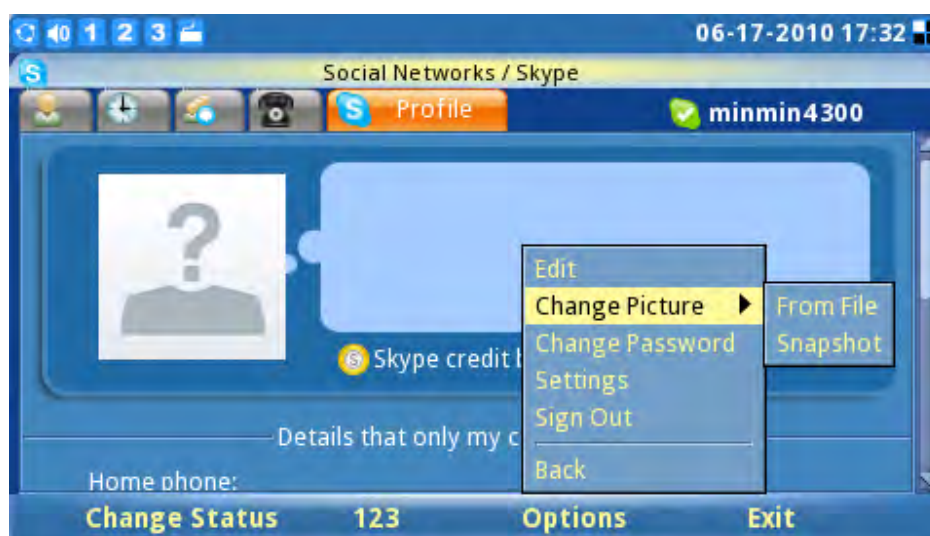 1 2 3 06-17-2010 17:32
Social Networks / Skype
Profile minmin4300
?
Edit
Change Picture From File
Change Password Snapshot
Skype credit
Settings
Sign Out
Details that only my
Back
Home phone:
Change Status 123 Options Exit